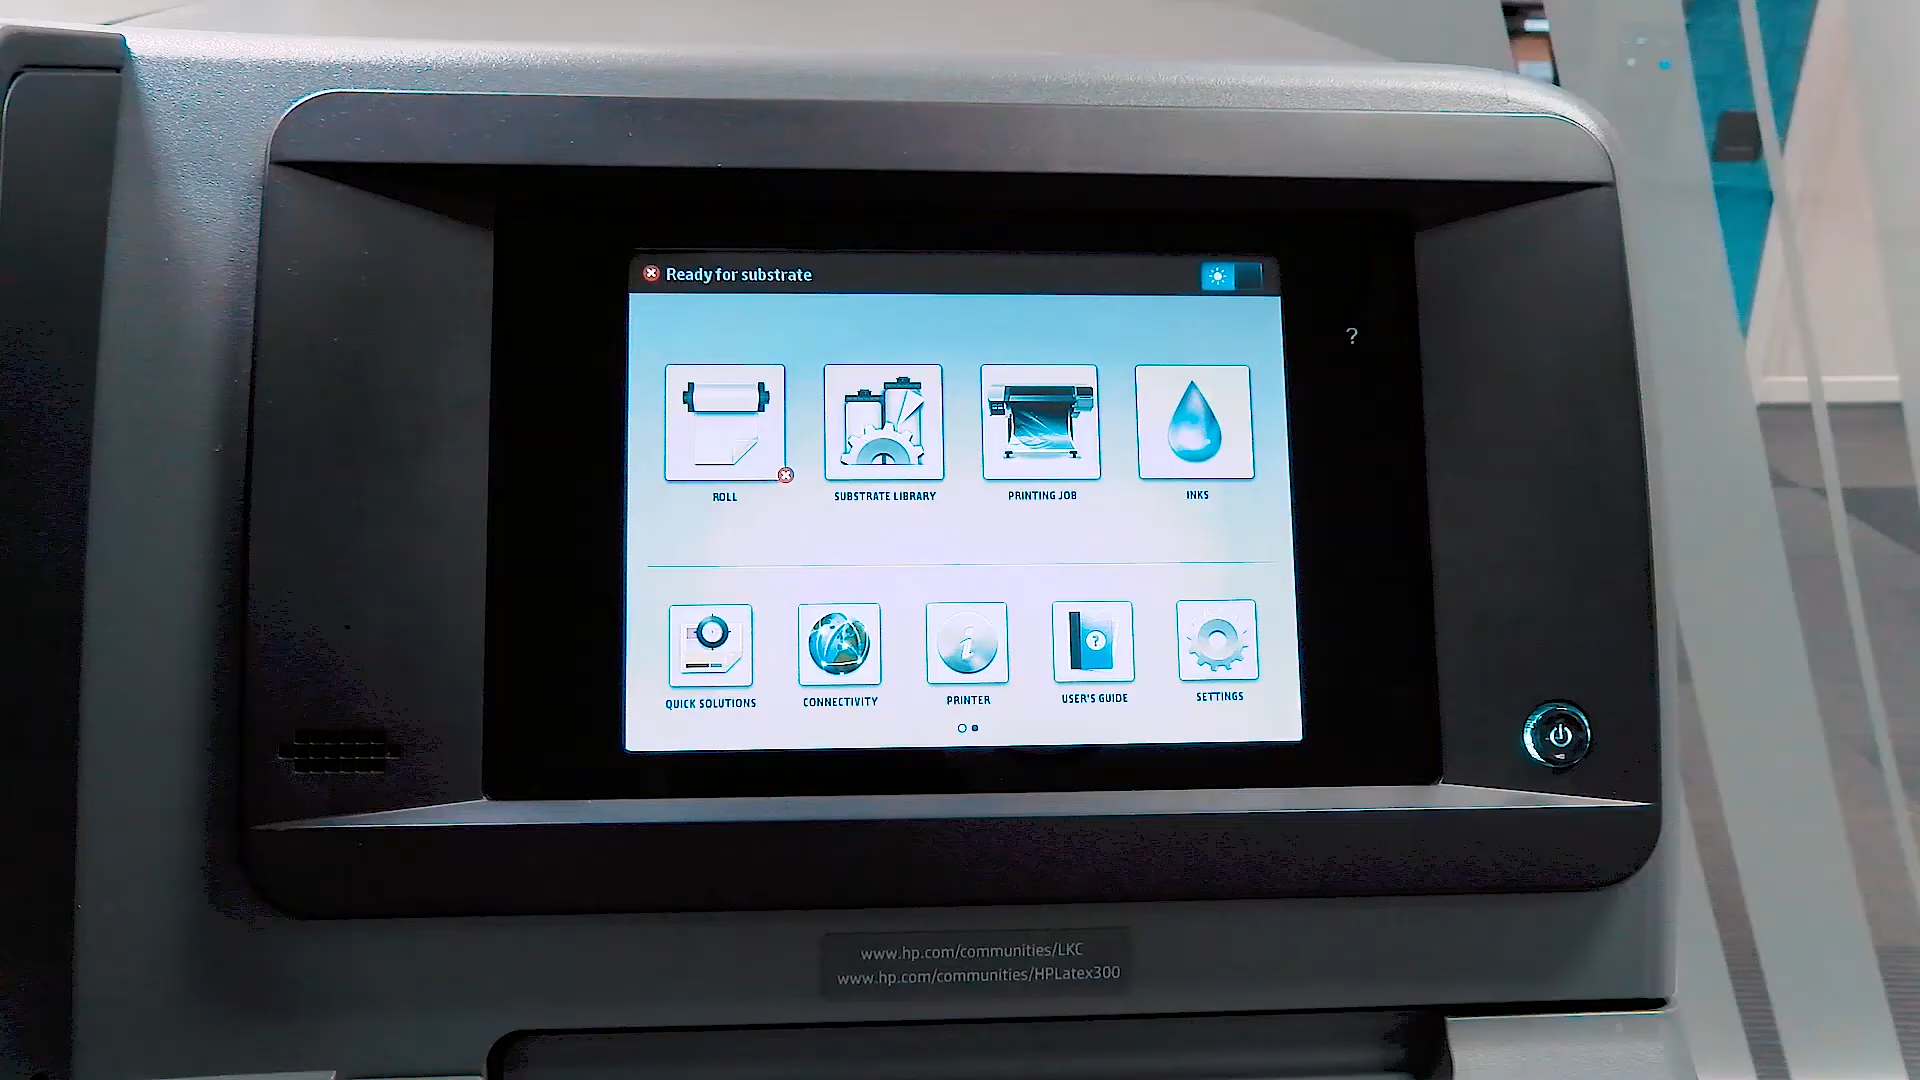 Ready for substrate
?
ROLL
SUBSTRATE LIBRARY
PRINTING JOB
INKS
QUICK SOLUTIONS
CONNECTIVITY
PRINTER
USER'S GUIDE
SETTINGS
www.hp.com/communities/LKC
www.hp.com/communities/HPLatex300